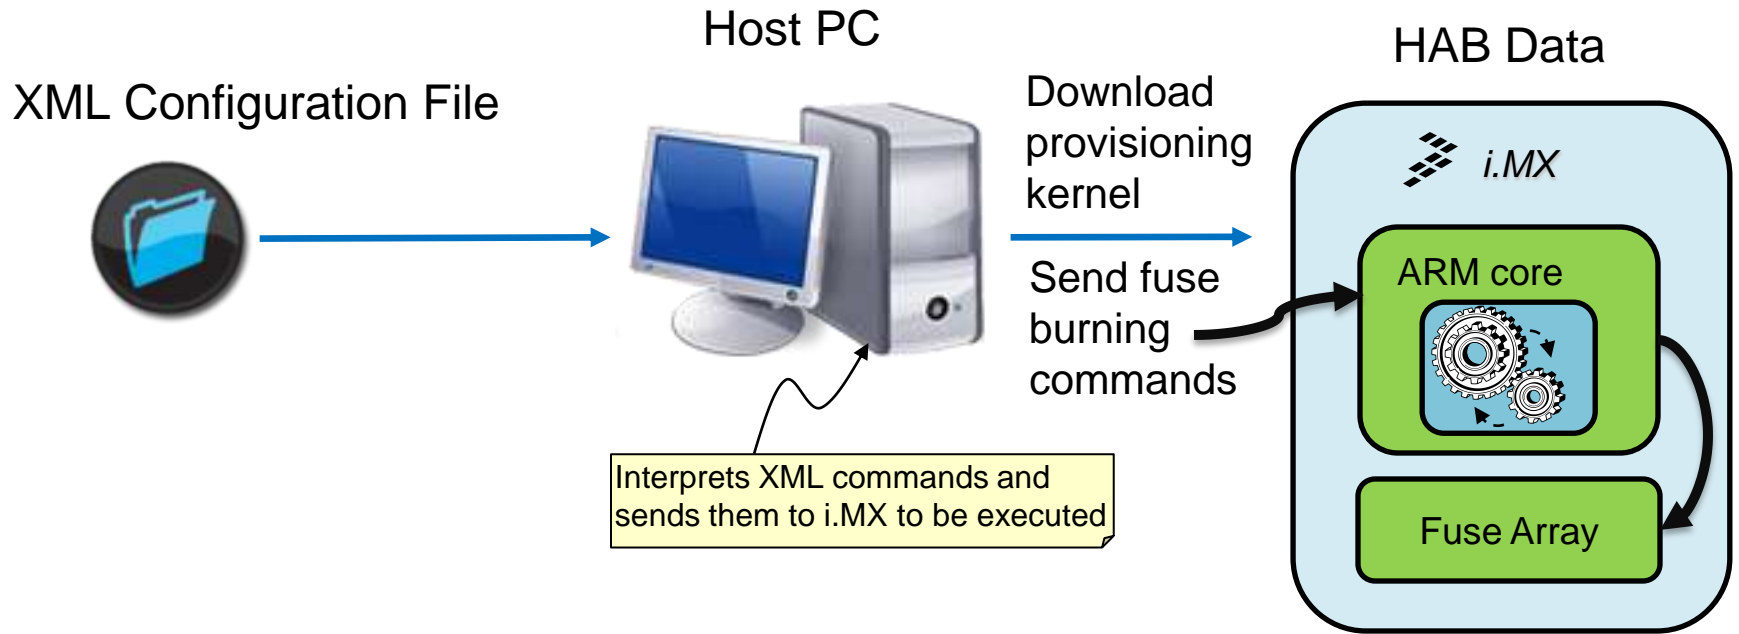 XML Configuration File
Host PC
Interprets XML commands and
sends them to i.MX to be executed
Download
provisioning
kernel
Send fuse
burning
commands
HAB Data
i.MX
ARM core
Fuse Array